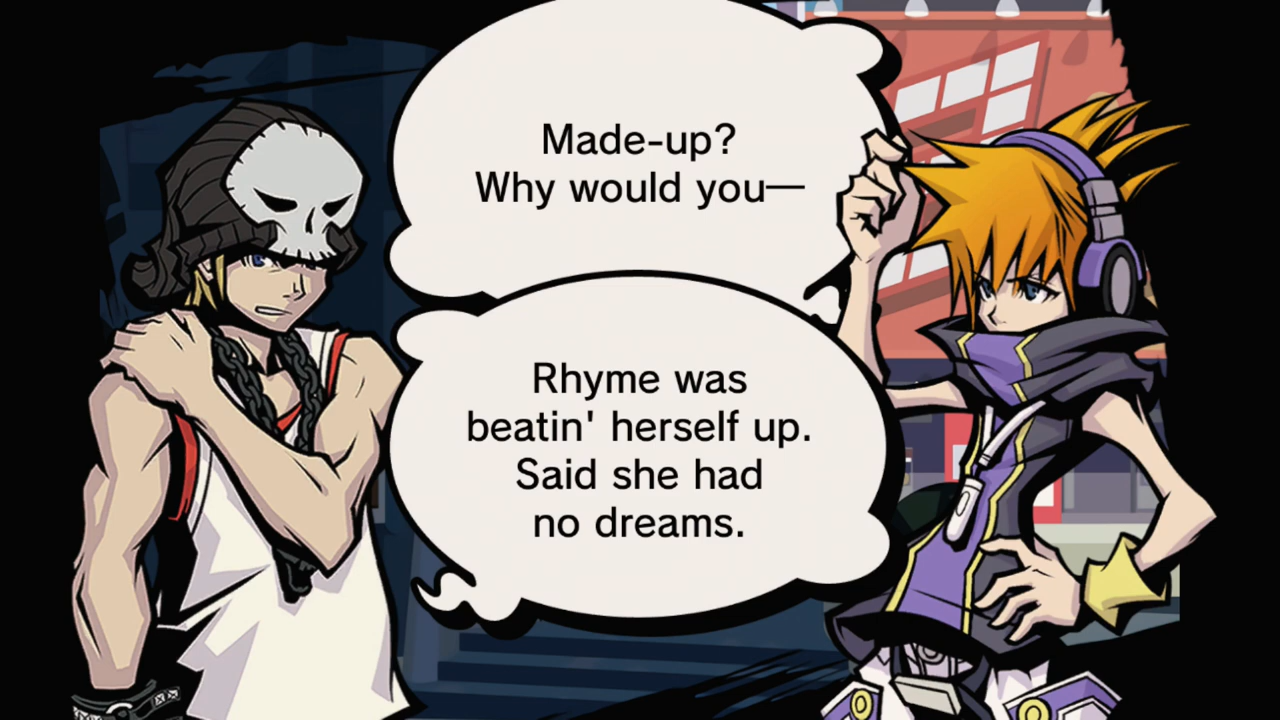 Made-up?
Why would you—
Rhyme was
beatin' herself up.
Said she had
no dreams.